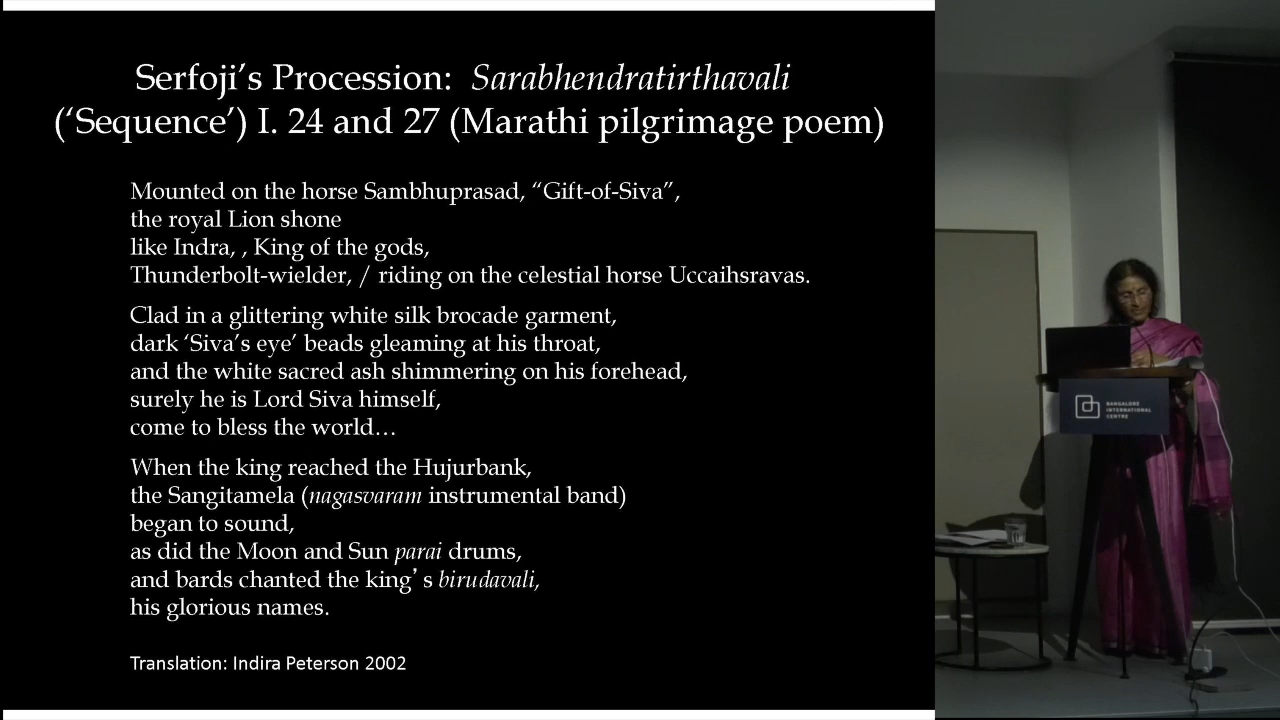 Serfoji’s Procession: Sarabhendratirthavali
(‘Sequence’) I. 24 and 27 (Marathi pilgrimage poem)
Mounted on the horse Sambhuprasad, “Gift-of-Siva”,
the royal Lion shone
like Indra, , King of the gods,
Thunderbolt-wielder, / riding on the celestial horse Uccaihsravas.
Clad in a glittering white silk brocade garment,
dark ‘Siva’s eye’ beads gleaming at his throat,
and the white sacred ash shimmering on his forehead,
surely he is Lord Siva himself,
come to bless the world…
When the king reached the Hujurbank,
the Sangitamela (nagasvaram instrumental band)
began to sound,
as did the Moon and Sun parai drums,
and bards chanted the king’s birudavali,
his glorious names.
Translation: Indira Peterson 2002
BANGALORE
INTERNATIONAL
CENTRE